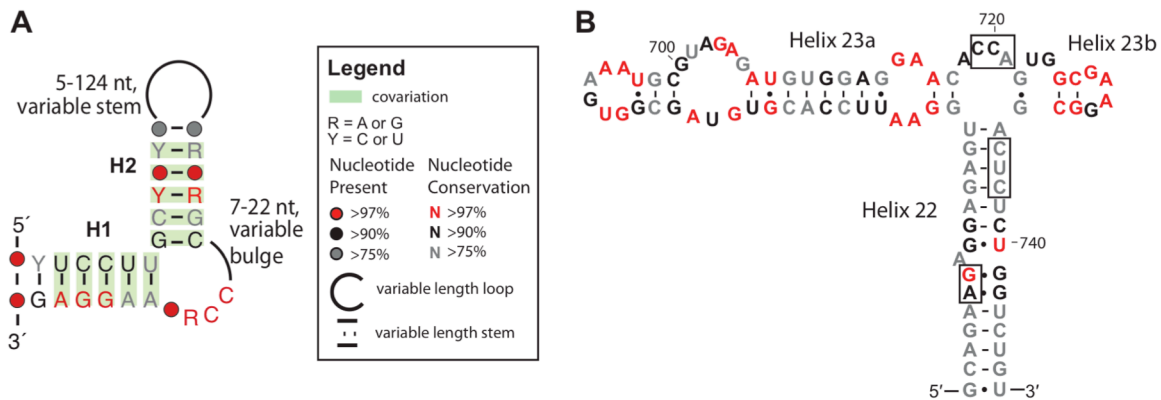 A
5-124 nt,
variable stem
Y – R
H2
Y – R
C – G
G – C
7-22 nt,
variable
bulge
H1
5´
Y U C C U U
G A G G A A
R C C
3´
Legend
covariation
R = A or G
Y = C or U
Nucleotide Present
Nucleotide Conservation
>97% N >97%
>90% N >90%
>75% N >75%
variable length loop
variable length stem
B
700
720
Helix 23a
Helix 23b
A A A U G C G U A G A G A U G U G G A G G A A C A C C A G U G G C G A
G U G G C G A U G U G C A C C U U A A G G G C G G A
Helix 22
U - A
G - C
A - U
G - C
A - U
G - C
G • U -740
A
G • G
A • G
A - U
G - C
A - U
C - G
5′— G • U —3′